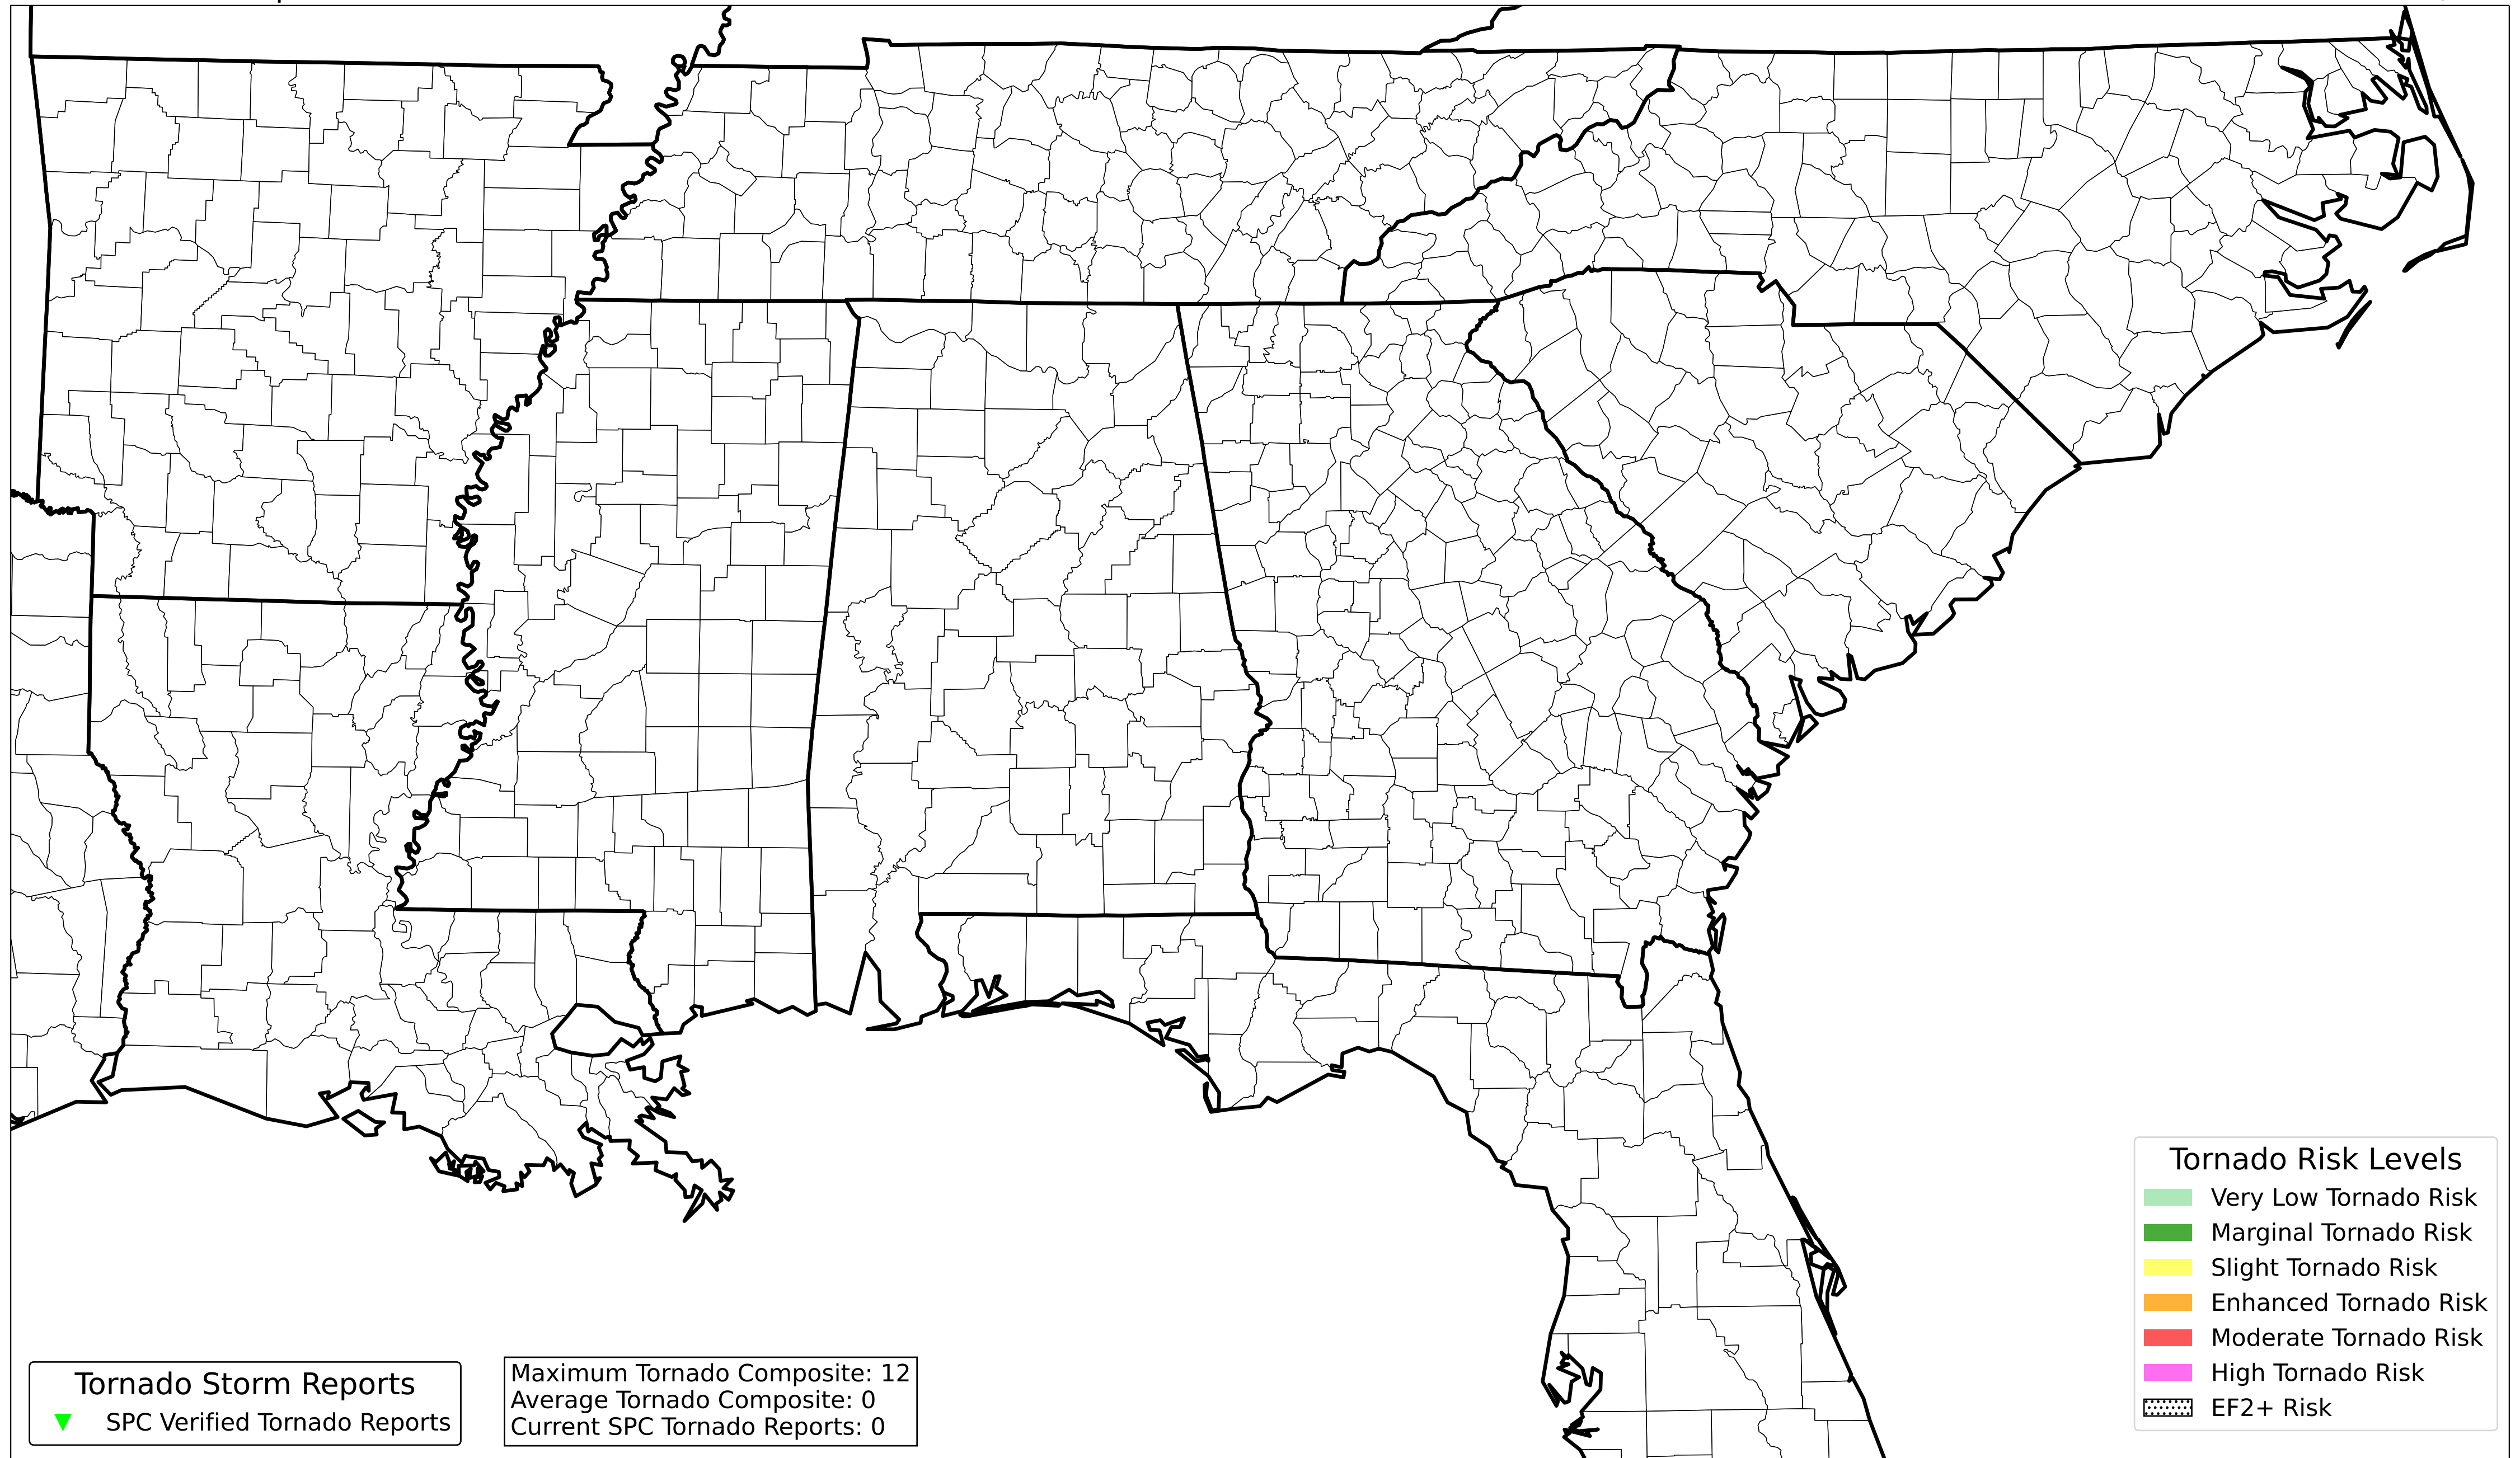 Tornado Risk Levels
Very Low Tornado Risk
Marginal Tornado Risk
Slight Tornado Risk
Enhanced Tornado Risk
Moderate Tornado Risk
High Tornado Risk
EF2+ Risk
Tornado Storm Reports
SPC Verified Tornado Reports
Maximum Tornado Composite: 12
Average Tornado Composite: 0
Current SPC Tornado Reports: 0